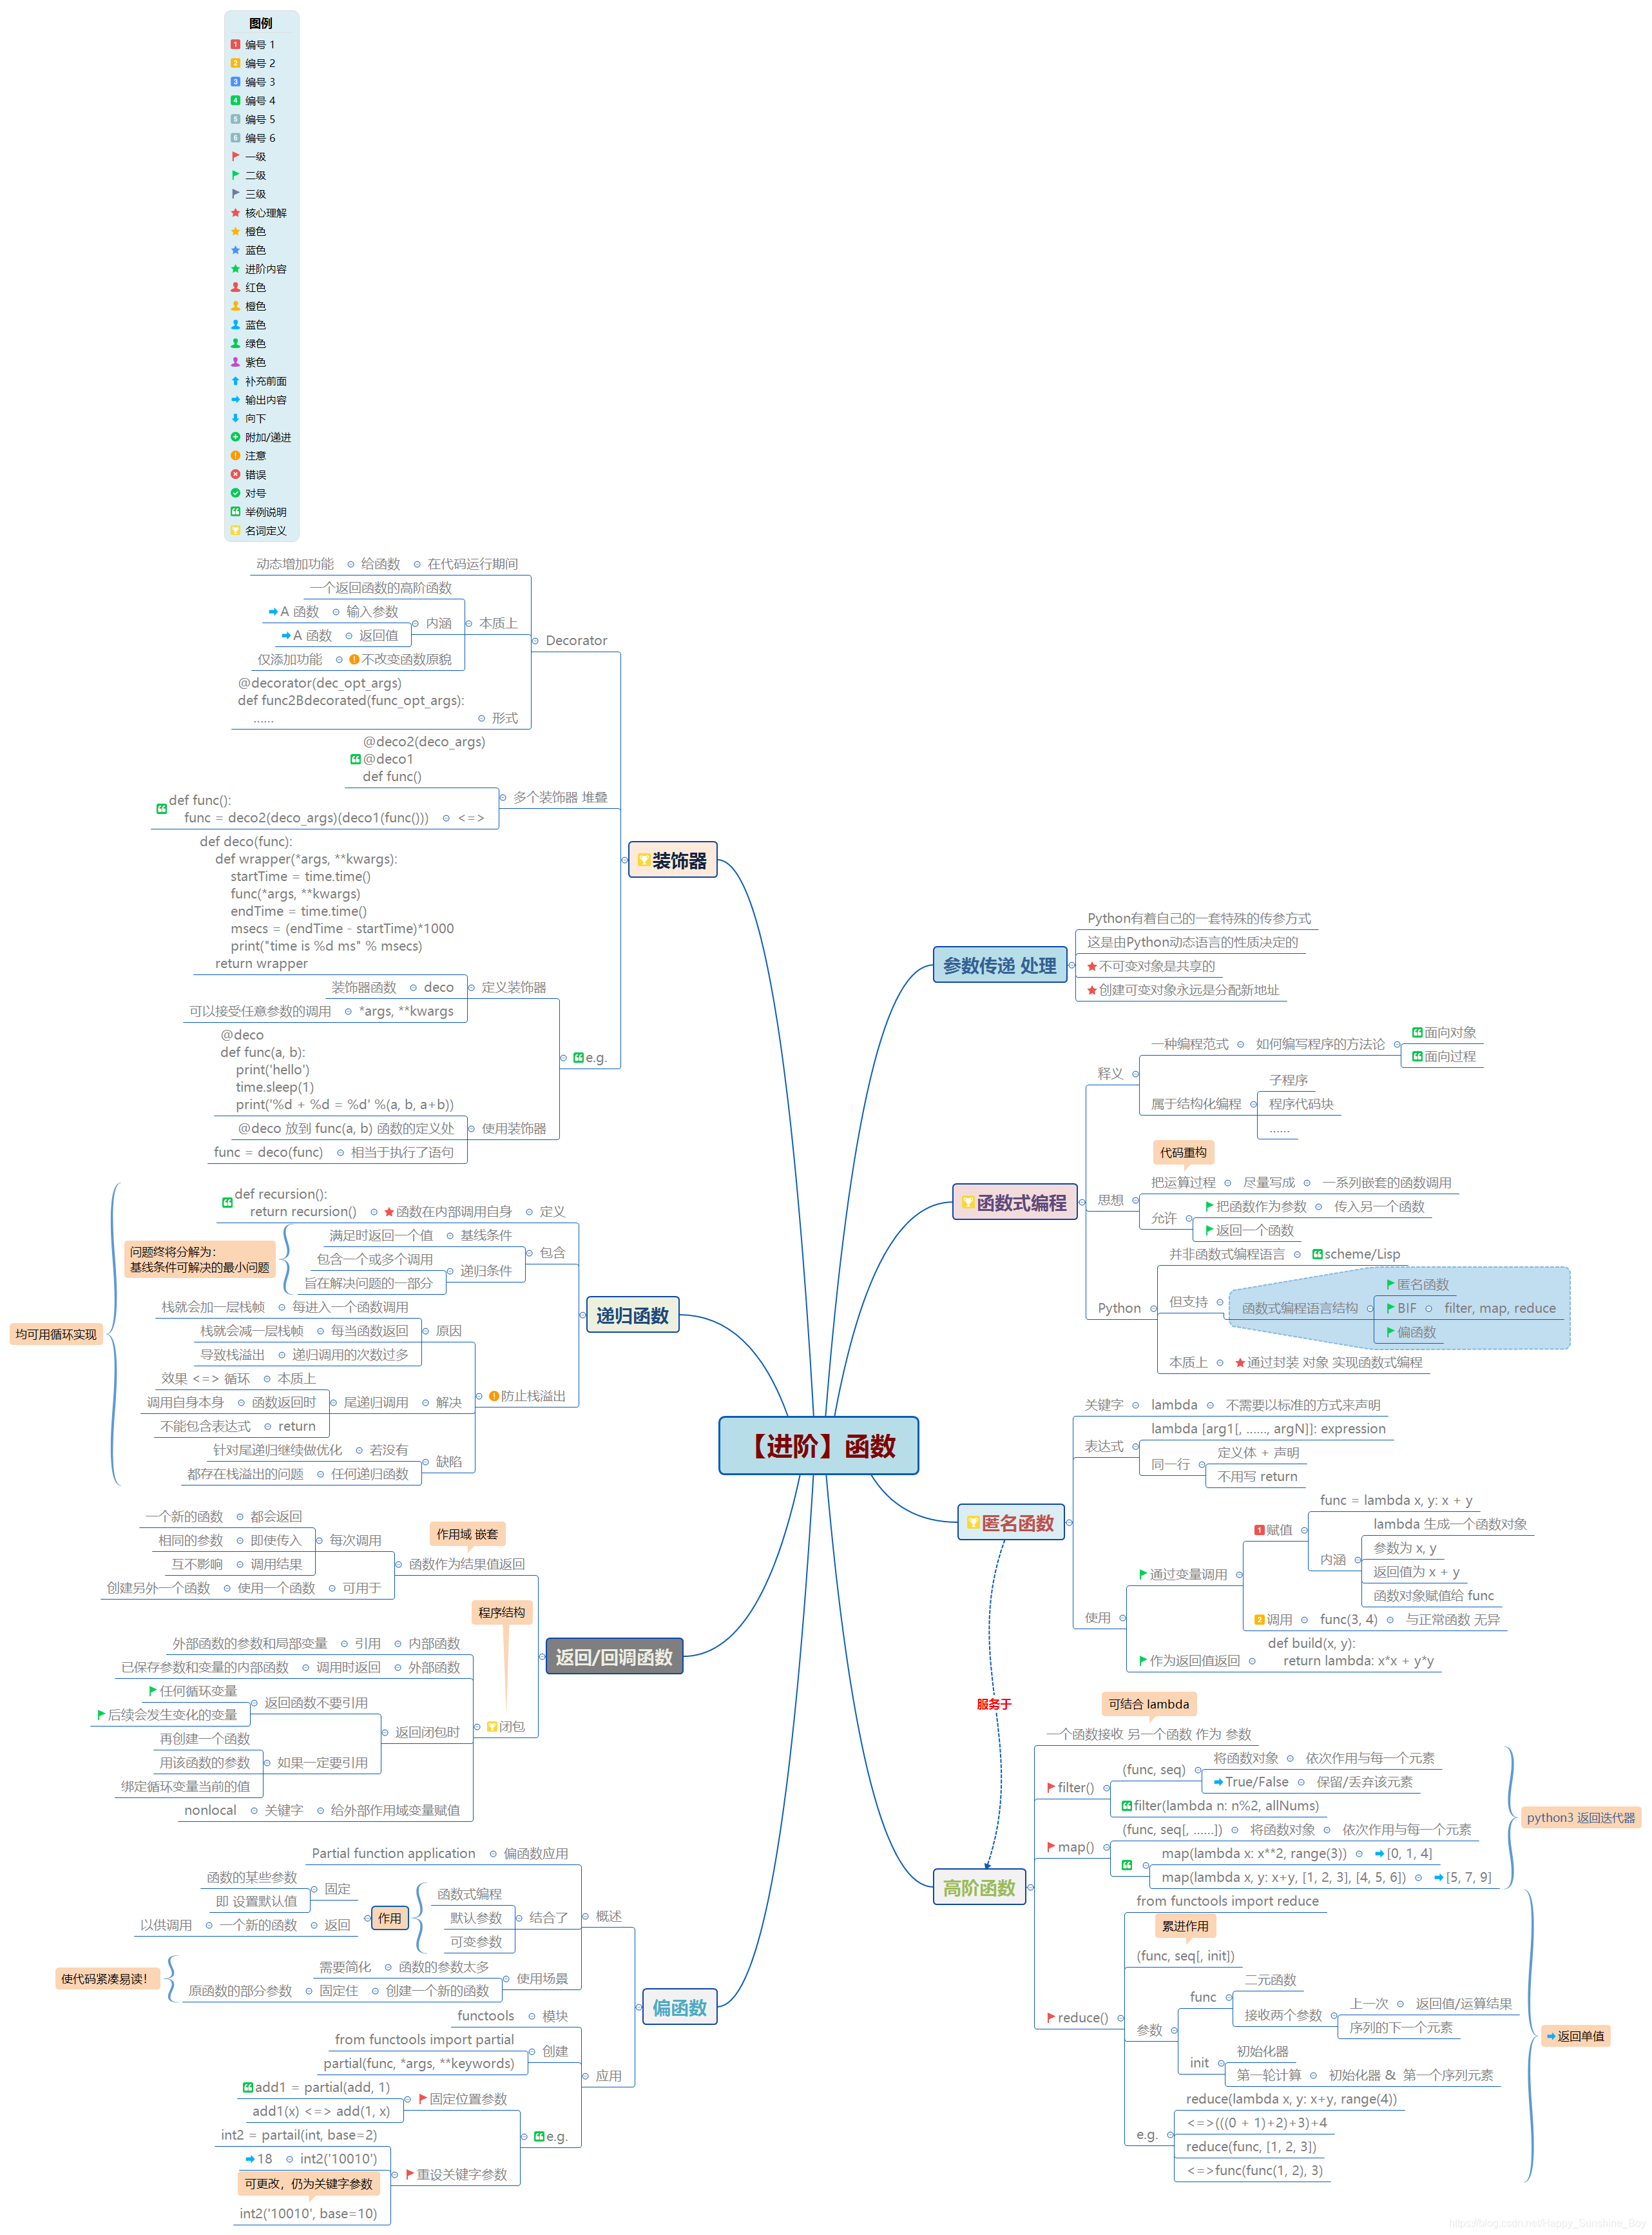 图例
编号 1
编号 2
编号 3
编号 4
编号 5
编号 6
一级
二级
三级
核心理解
橙色
蓝色
进阶内容
红色
橙色
蓝色
绿色
紫色
补充前面
输出内容
向下
附加/递进
注意
错误
对号
举例说明
名词定义
【进阶】函数
装饰器
Decorator
动态增加功能 给函数 在代码运行期间
本质上
一个返回函数的高阶函数
内涵
A 函数 输入参数
A 函数 返回值
仅添加功能 不改变函数原貌
形式
@decorator(dec_opt_args)
def func2Bdecorated(func_opt_args):
......
多个装饰器 堆叠
@deco2(deco_args)
@deco1
def func()
def func():
func = deco2(deco_args)(deco1(func())) <=>
e.g.
def deco(func):
def wrapper(*args, **kwargs):
startTime = time.time()
func(*args, **kwargs)
endTime = time.time()
msecs = (endTime - startTime)*1000
print("time is %d ms" % msecs)
return wrapper
定义装饰器
装饰器函数 deco
可以接受任意参数的调用 *args, **kwargs
@deco
def func(a, b):
print('hello')
time.sleep(1)
print('%d + %d = %d' %(a, b, a+b))
@deco 放到 func(a, b) 函数的定义处 使用装饰器
func = deco(func) 相当于执行了语句
递归函数
均可用循环实现
def recursion():
return recursion() 函数在内部调用自身 定义
问题终将分解为：
基线条件可解决的最小问题
包含
满足时返回一个值 基线条件
包含一个或多个调用
递归条件
旨在解决问题的一部分
防止栈溢出
栈就会加一层栈帧 每进入一个函数调用
栈就会减一层栈帧 每当函数返回 原因
导致栈溢出 递归调用的次数过多
效果 <=> 循环 本质上
调用自身本身 函数返回时 尾递归调用 解决
不能包含表达式 return
针对尾递归继续做优化 若没有
缺陷
都存在栈溢出的问题 任何递归函数
返回/回调函数
作用域 嵌套
函数作为结果值返回
一个新的函数 都会返回
相同的参数 即使传入 每次调用
互不影响 调用结果
创建另外一个函数 使用一个函数 可用于
程序结构
闭包
外部函数的参数和局部变量 引用 内部函数
已保存参数和变量的内部函数 调用时返回 外部函数
任何循环变量
返回函数不要引用
后续会发生变化的变量
返回闭包时
再创建一个函数
用该函数的参数 如果一定要引用
绑定循环变量当前的值
nonlocal 关键字 给外部作用域变量赋值
偏函数
Partial function application 偏函数应用
概述
函数的某些参数
固定
即 设置默认值
以供调用 一个新的函数 返回
作用
函数式编程
默认参数 结合了
可变参数
使代码紧凑易读！
需要简化 函数的参数太多
使用场景
原函数的部分参数 固定住 创建一个新的函数
functools 模块
from functools import partial
创建
partial(func, *args, **keywords)
应用
add1 = partial(add, 1)
固定位置参数
add1(x) <=> add(1, x)
e.g.
int2 = partail(int, base=2)
18 int2('10010')
重设关键字参数
可更改，仍为关键字参数
int2('10010', base=10)
参数传递 处理
Python有着自己的一套特殊的传参方式
这是由Python动态语言的性质决定的
不可变对象是共享的
创建可变对象永远是分配新地址
函数式编程
释义
一种编程范式 如何编写程序的方法论
面向对象
面向过程
属于结构化编程
子程序
程序代码块
......
代码重构
思想
把运算过程 尽量写成 一系列嵌套的函数调用
允许
把函数作为参数 传入另一个函数
返回一个函数
Python
并非函数式编程语言 scheme/Lisp
但支持
函数式编程语言结构
匿名函数
BIF filter, map, reduce
偏函数
本质上 通过封装 对象 实现函数式编程
匿名函数
关键字 lambda 不需要以标准的方式来声明
表达式
lambda [arg1[, ......, argN]]: expression
同一行
定义体 + 声明
不用写 return
使用
通过变量调用
赋值
func = lambda x, y: x + y
内涵
lambda 生成一个函数对象
参数为 x, y
返回值为 x + y
函数对象赋值给 func
调用 func(3, 4) 与正常函数 无异
作为返回值返回
def build(x, y):
return lambda: x*x + y*y
服务于
高阶函数
可结合 lambda
一个函数接收 另一个函数 作为 参数
filter()
(func, seq)
将函数对象 依次作用与每一个元素
True/False 保留/丢弃该元素
filter(lambda n: n%2, allNums)
map()
(func, seq[, ......]) 将函数对象 依次作用与每一个元素
map(lambda x: x**2, range(3)) [0, 1, 4]
map(lambda x, y: x+y, [1, 2, 3], [4, 5, 6]) [5, 7, 9]
python3 返回迭代器
reduce()
from functools import reduce
累进作用
(func, seq[, init])
参数
func
二元函数
接收两个参数
上一次 返回值/运算结果
序列的下一个元素
init
初始化器
第一轮计算 初始化器 & 第一个序列元素
e.g.
reduce(lambda x, y: x+y, range(4))
<=>(((0 + 1)+2)+3)+4
reduce(func, [1, 2, 3])
<=>func(func(1, 2), 3)
返回单值
https://blog.csdn.net/Happy_Sunshine_Boy